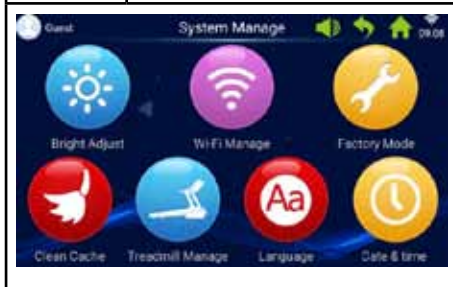 Guest
System Manage
09:08
Bright Adjust
Wi-Fi Manage
Factory Mode
Aa
Clean Cache
Treadmill Manage
Language
Date & time